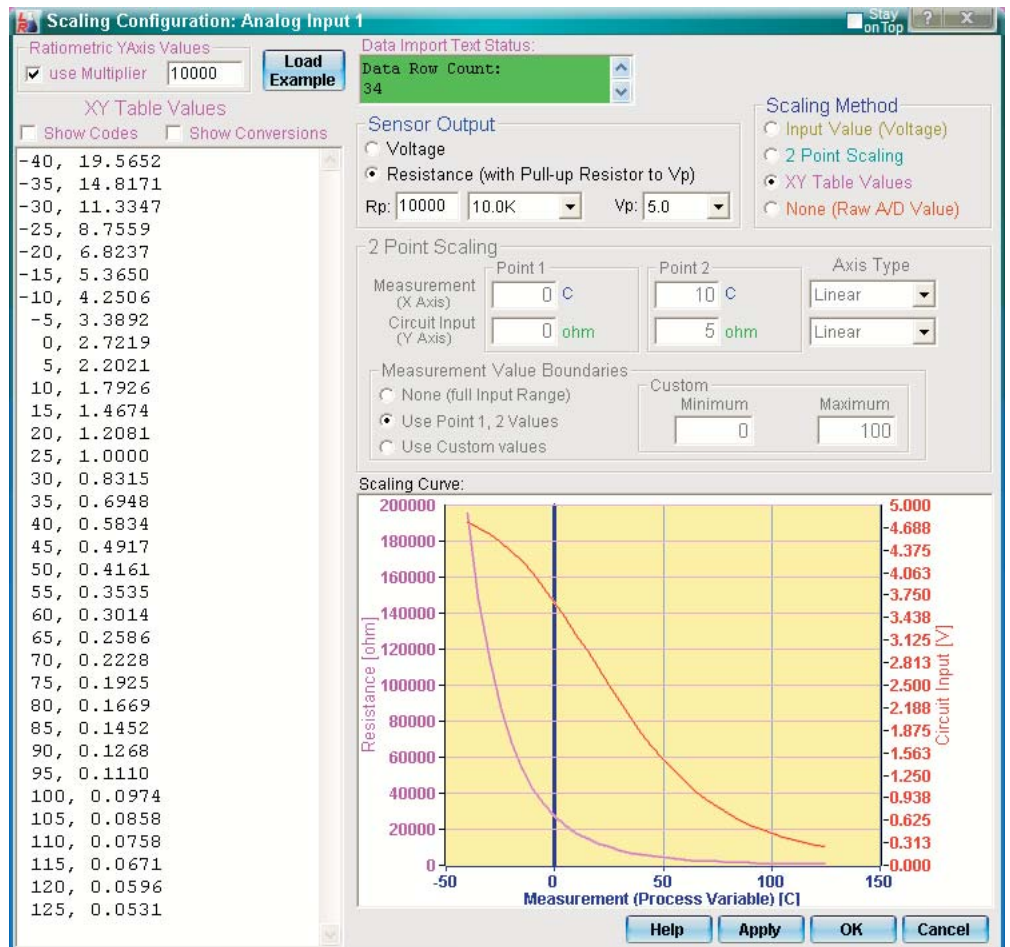 Scaling Configuration: Analog Input 1
Stay on Top
?
X
Ratiometric YAxis Values
use Multiplier 10000
Load Example
Data Import Text Status:
Data Row Count:
34
XY Table Values
Show Codes Show Conversions
-40, 19.5652
-35, 14.8171
-30, 11.3347
-25, 8.7559
-20, 6.8237
-15, 5.3650
-10, 4.2506
-5, 3.3892
0, 2.7219
5, 2.2021
10, 1.7926
15, 1.4674
20, 1.2081
25, 1.0000
30, 0.8315
35, 0.6948
40, 0.5834
45, 0.4917
50, 0.4161
55, 0.3535
60, 0.3014
65, 0.2586
70, 0.2228
75, 0.1925
80, 0.1669
85, 0.1452
90, 0.1268
95, 0.1110
100, 0.0974
105, 0.0858
110, 0.0758
115, 0.0671
120, 0.0596
125, 0.0531
Sensor Output
Voltage
Resistance (with Pull-up Resistor to Vp)
Rp: 10000 10.0K Vp: 5.0
Scaling Method
Input Value (Voltage)
2 Point Scaling
XY Table Values
None (Raw A/D Value)
2 Point Scaling
Point 1 Point 2 Axis Type
Measurement (X Axis) 0 C 10 C Linear
Circuit Input (Y Axis) 0 ohm 5 ohm Linear
Measurement Value Boundaries
None (full Input Range)
Use Point 1, 2 Values
Use Custom values
Custom
Minimum Maximum
0 100
Scaling Curve:
Resistance [ohm]
200000
180000
160000
140000
120000
100000
80000
60000
40000
20000
0
5.000
4.688
4.375
4.063
3.750
3.438
3.125
2.813
2.500
2.188
1.875
1.563
1.250
0.938
0.625
0.313
0.000
Circuit Input [V]
-50 0 50 100 150
Measurement (Process Variable) [C]
Help Apply OK Cancel